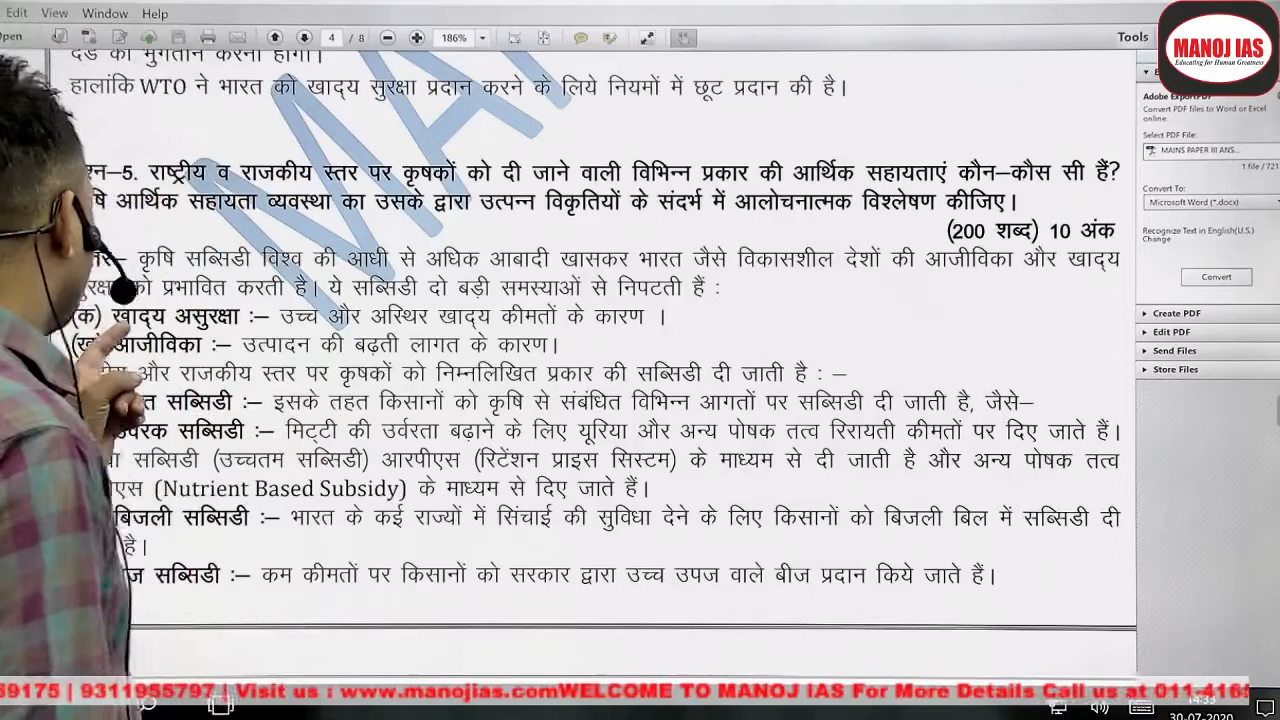 Edit View Window Help
MANOJ IAS
Educating for Human Greatness
Open 4 / 8 186% Tools
दंड का भुगतान करना होगा।
हालांकि WTO ने भारत को खाद्य सुरक्षा प्रदान करने के लिये नियमों में छूट प्रदान की है।
Adobe ExportPDF
Convert PDF files to Word or Excel online.
Select PDF File:
MAINS PAPER III ANS...
Convert To:
Microsoft Word (*.docx)
Recognize Text in English(U.S.)
Change
Convert
Create PDF
Edit PDF
Send Files
Store Files
–5. राष्ट्रीय व राजकीय स्तर पर कृषकों को दी जाने वाली विभिन्न प्रकार की आर्थिक सहायताएं कौन–कौस सी हैं?
आर्थिक सहायता व्यवस्था का उसके द्वारा उत्पन्न विकृतियों के संदर्भ में आलोचनात्मक विश्लेषण कीजिए।
(200 शब्द) 10 अंक
कृषि सब्सिडी विश्व की आधी से अधिक आबादी खासकर भारत जैसे विकासशील देशों की आजीविका और खाद्य
को प्रभावित करती है। ये सब्सिडी दो बड़ी समस्याओं से निपटती हैं :
(क) खाद्य असुरक्षा :– उच्च और अस्थिर खाद्य कीमतों के कारण ।
आजीविका :– उत्पादन की बढ़ती लागत के कारण।
और राजकीय स्तर पर कृषकों को निम्नलिखित प्रकार की सब्सिडी दी जाती है : –
सब्सिडी :– इसके तहत किसानों को कृषि से संबंधित विभिन्न आगतों पर सब्सिडी दी जाती है, जैसे–
सब्सिडी :– मिट्टी की उर्वरता बढ़ाने के लिए यूरिया और अन्य पोषक तत्व रिरायती कीमतों पर दिए जाते हैं।
सब्सिडी (उच्चतम सब्सिडी) आरपीएस (रिटेंशन प्राइस सिस्टम) के माध्यम से दी जाती है और अन्य पोषक तत्व
(Nutrient Based Subsidy) के माध्यम से दिए जाते हैं।
बिजली सब्सिडी :– भारत के कई राज्यों में सिंचाई की सुविधा देने के लिए किसानों को बिजली बिल में सब्सिडी दी
है।
सब्सिडी :– कम कीमतों पर किसानों को सरकार द्वारा उच्च उपज वाले बीज प्रदान किये जाते हैं।
59175 | 9311955797 | Visit us : www.manojias.comWELCOME TO MANOJ IAS For More Details Call us at 011-
14:33
30-07-2020